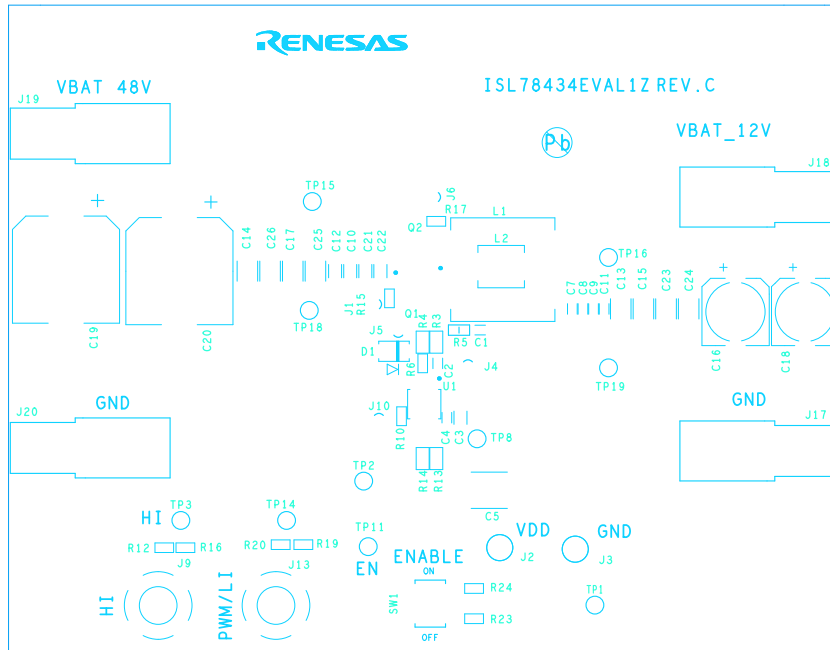 RENESAS
ISL78434EVAL1Z REV.C
VBAT 48V
J19
Pb
VBAT_12V
J18
TP15
J6
R17
Q2
L1
L2
C14
C26
C17
C25
C12
C10
C21
C22
TP16
C7
C8
C9
C11
C13
C15
C23
C24
+
+
+
+
C19
C20
TP18
J1
R15
Q1
R4
R3
J5
R5
C1
D1
R6
C2
J4
U1
C16
C18
TP19
J20
GND
J10
R10
C4
C3
TP8
GND
J17
TP2
R14
R13
C5
TP3
HI
TP14
TP11
R12
R16
R20
R19
J9
J13
EN
ENABLE
ON
VDD
J2
GND
J3
HI
PWM/LI
SW1
OFF
R24
R23
TP1